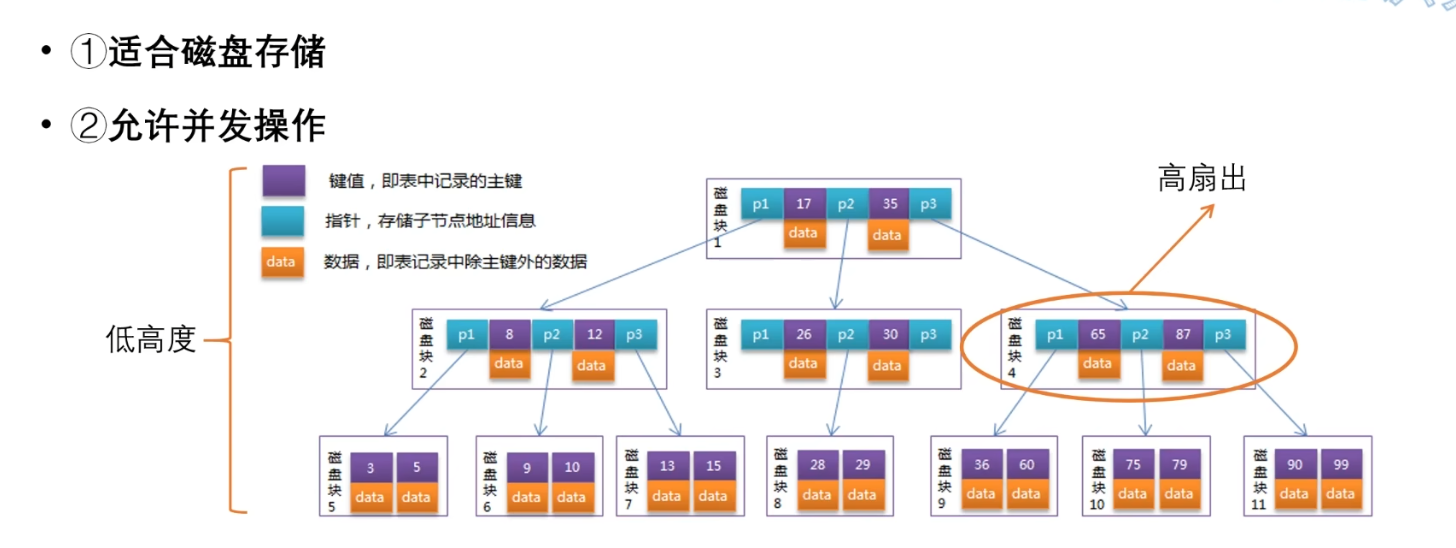 • ①适合磁盘存储
• ②允许并发操作
键值，即表中记录的主键
指针，存储子节点地址信息
data 数据，即表记录中除主键外的数据
低高度
高扇出
磁盘块1 p1 17 p2 35 p3
data data
磁盘块2 p1 8 p2 12 p3
data data
磁盘块3 p1 26 p2 30 p3
data data
磁盘块4 p1 65 p2 87 p3
data data
磁盘块5 3 5
data data
磁盘块6 9 10
data data
磁盘块7 13 15
data data
磁盘块8 28 29
data data
磁盘块9 36 60
data data
磁盘块10 75 79
data data
磁盘块11 90 99
data data